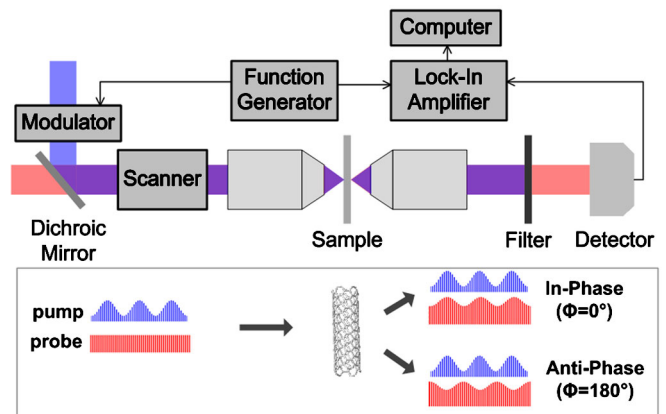 Computer
Function
Generator
Lock-In
Amplifier
Modulator
Scanner
Dichroic
Mirror
Sample
Filter
Detector
pump
probe
In-Phase
(Φ=0°)
Anti-Phase
(Φ=180°)